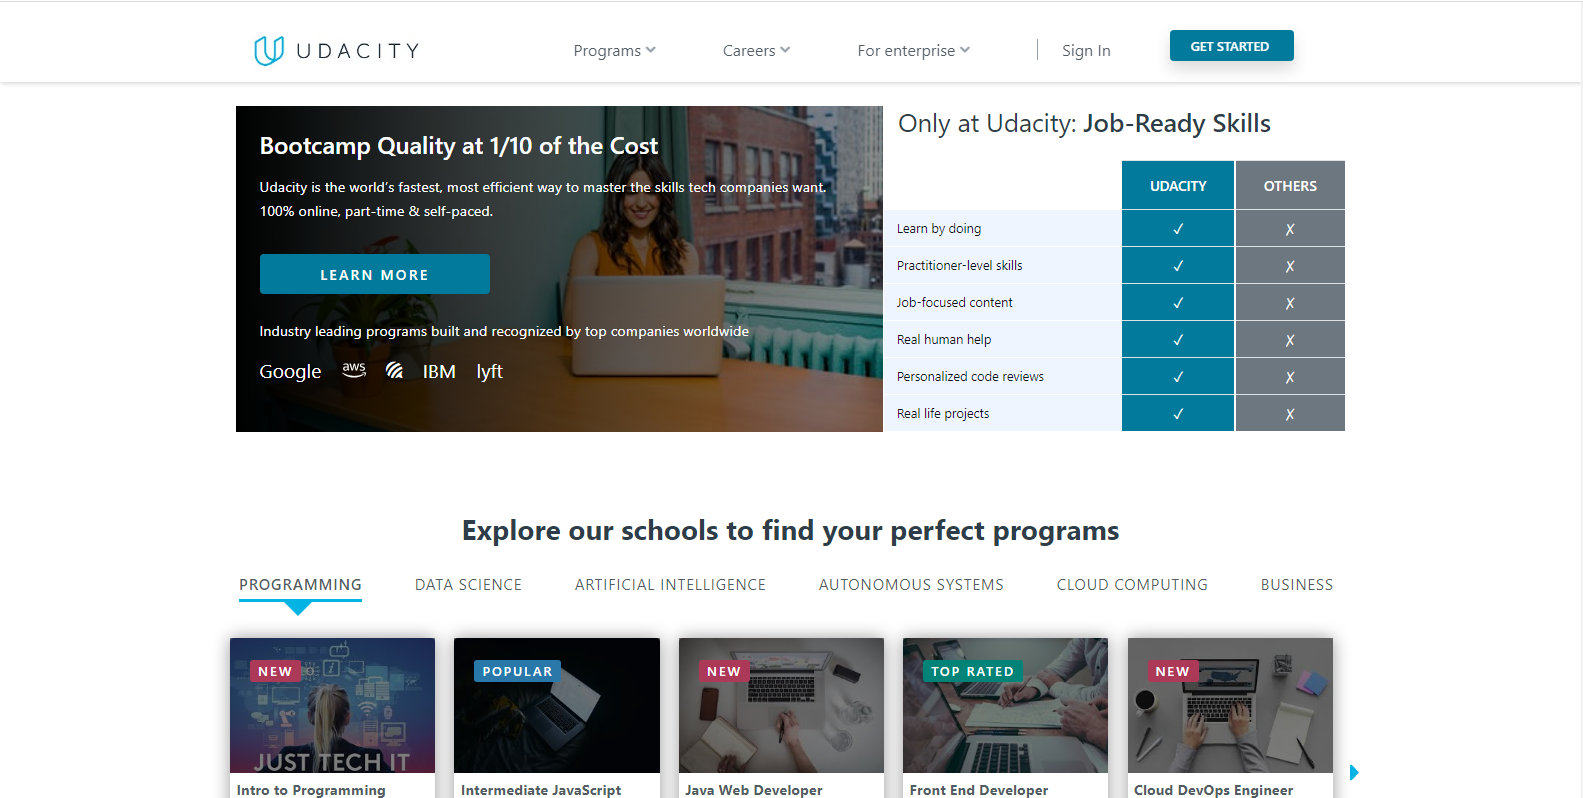 UDACITY
Programs
Careers
For enterprise
Sign In
GET STARTED
Bootcamp Quality at 1/10 of the Cost
Udacity is the world's fastest, most efficient way to master the skills tech companies want.
100% online, part-time & self-paced.
LEARN MORE
Industry leading programs built and recognized by top companies worldwide
Google aws IBM lyft
Only at Udacity: Job-Ready Skills
UDACITY OTHERS
Learn by doing ✓ ✗
Practitioner-level skills ✓ ✗
Job-focused content ✓ ✗
Real human help ✓ ✗
Personalized code reviews ✓ ✗
Real life projects ✓ ✗
Explore our schools to find your perfect programs
PROGRAMMING
DATA SCIENCE
ARTIFICIAL INTELLIGENCE
AUTONOMOUS SYSTEMS
CLOUD COMPUTING
BUSINESS
NEW
JUST TECH IT
Intro to Programming
POPULAR
Intermediate JavaScript
NEW
Java Web Developer
TOP RATED
Front End Developer
NEW
Cloud DevOps Engineer